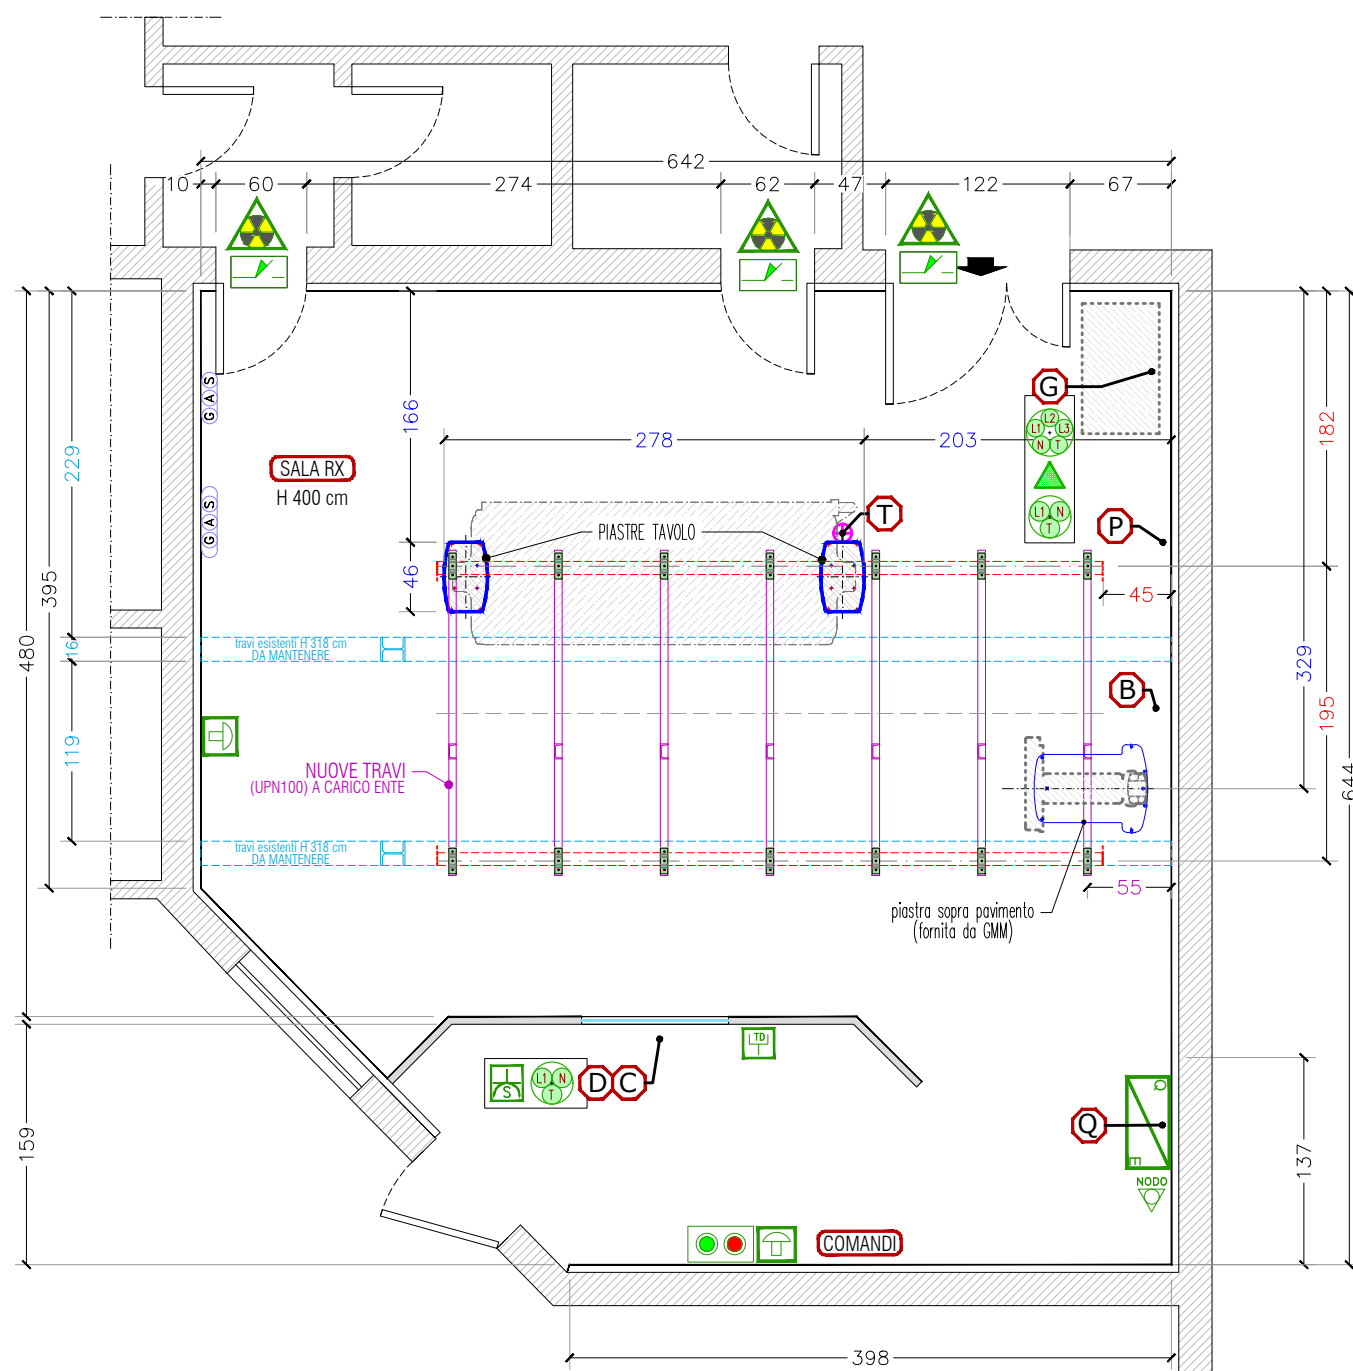 642
10
60
274
62
47
122
67
GAS
GAS
229
16
119
395
480
159
166
46
278
203
SALA RX
H 400 cm
PIASTRE TAVOLO
T
G
L2
L1
L3
N
T
L1
N
T
P
B
182
45
329
195
644
137
travi esistenti H 318 cm
DA MANTENERE
NUOVE TRAVI
(UPN100) A CARICO ENTE
travi esistenti H 318 cm
DA MANTENERE
55
piastra sopra pavimento
(fornita da GMM)
TD
S
L1
N
T
D
C
Q
Q
E
NODO
COMANDI
398